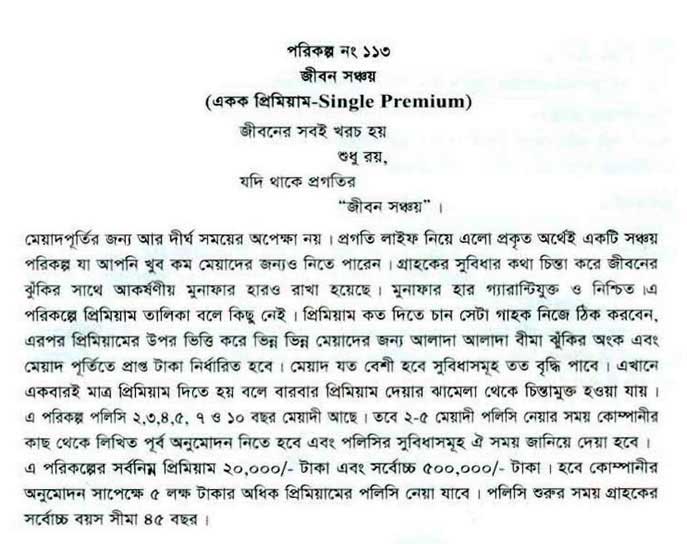 পরিকল্প নং ১১৩
জীবন সঞ্চয়
(একক প্রিমিয়াম-Single Premium)
জীবনের সবই খরচ হয়
শুধু রয়,
যদি থাকে প্রগতির
“জীবন সঞ্চয়” ।
মেয়াদপূর্তির জন্য আর দীর্ঘ সময়ের অপেক্ষা নয় । প্রগতি লাইফ নিয়ে এলো প্রকৃত অর্থেই একটি সঞ্চয়
পরিকল্প যা আপনি খুব কম মেয়াদের জন্যও নিতে পারেন । গ্রাহকের সুবিধার কথা চিন্তা করে জীবনের
ঝুঁকির সাথে আকর্ষণীয় মুনাফার হারও রাখা হয়েছে । মুনাফার হার গ্যারান্টিযুক্ত ও নিশ্চিত ।এ
পরিকল্পে প্রিমিয়াম তালিকা বলে কিছু নেই । প্রিমিয়াম কত দিতে চান সেটা গাহক নিজে ঠিক করবেন,
এরপর প্রিমিয়ামের উপর ভিত্তি করে ভিন্ন ভিন্ন মেয়াদের জন্য আলাদা আলাদা বীমা ঝুঁকির অংক এবং
মেয়াদ পূর্তিতে প্রাপ্ত টাকা নির্ধারিত হবে । মেয়াদ যত বেশী হবে সুবিধাসমূহ তত বৃদ্ধি পাবে । এখানে
একবারই মাত্র প্রিমিয়াম দিতে হয় বলে বারবার প্রিমিয়াম দেয়ার ঝামেলা থেকে চিন্তামুক্ত হওয়া যায় ।
এ পরিকল্প পলিসি ২,৩,৪,৫, ৭ ও ১০ বছর মেয়াদী আছে । তবে ২-৫ মেয়াদী পলিসি নেয়ার সময় কোম্পানীর
কাছ থেকে লিখিত পূর্ব অনুমোদন নিতে হবে এবং পলিসির সুবিধাসমূহ ঐ সময় জানিয়ে দেয়া হবে ।
এ পরিকল্পের সর্বনিম্ন প্রিমিয়াম ২০,০০০/- টাকা এবং সর্বোচ্চ ৫০০,০০০/- টাকা । হবে কোম্পানীর
অনুমোদন সাপেক্ষে ৫ লক্ষ টাকার অধিক প্রিমিয়ামের পলিসি নেয়া যাবে । পলিসি শুরুর সময় গ্রাহকের
সর্বোচ্চ বয়স সীমা ৪৫ বছর ।